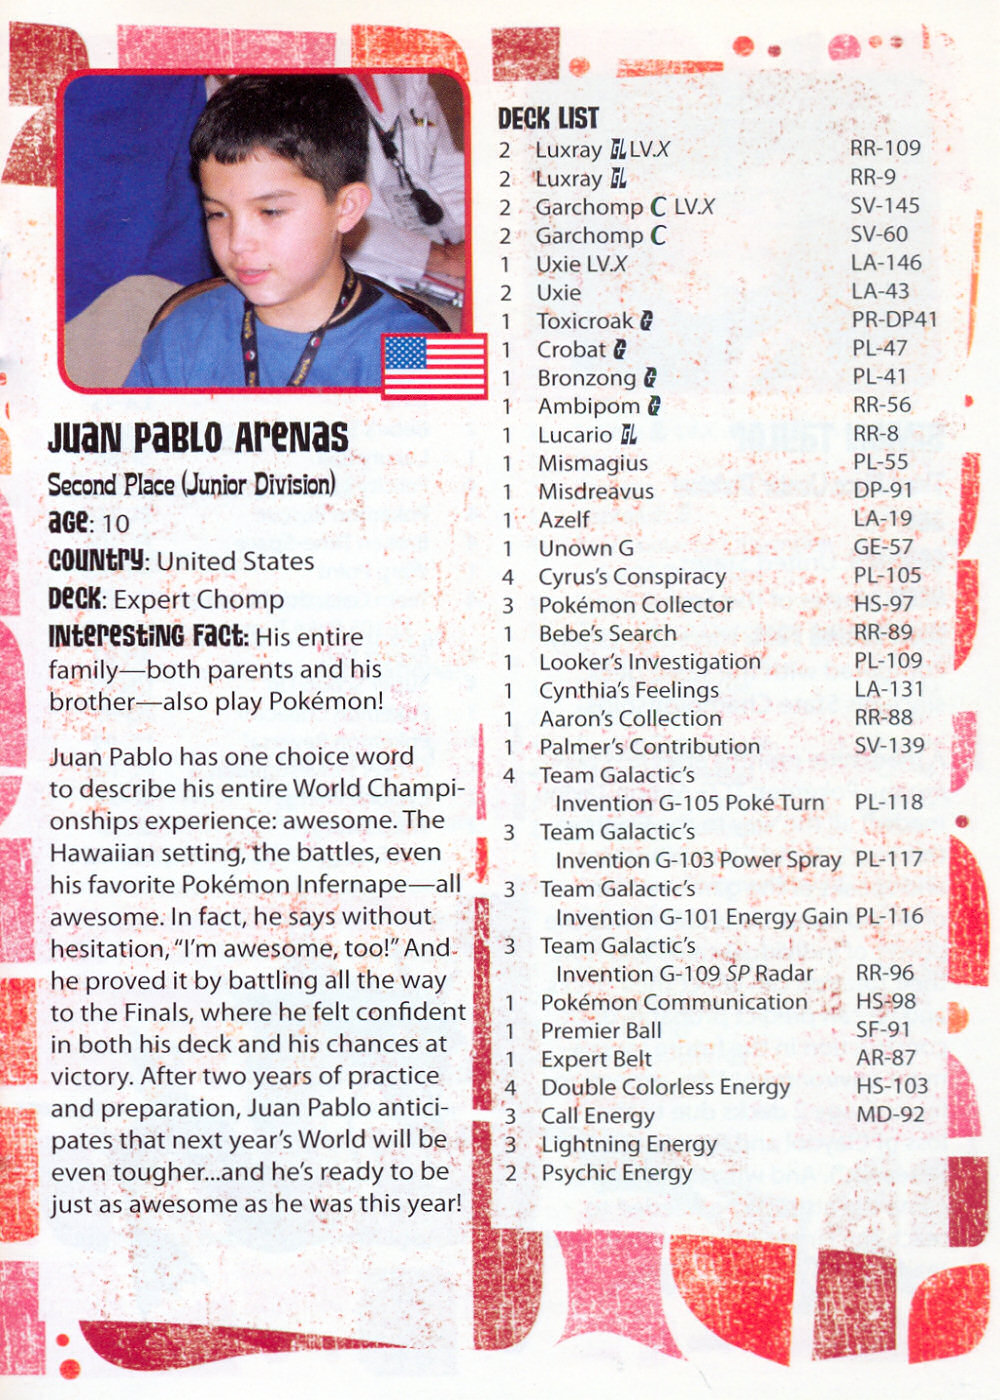 Juan Pablo Arenas
Second Place (Junior Division)
Age: 10
Country: United States
Deck: Expert Chomp
Interesting Fact: His entire
family—both parents and his
brother—also play Pokémon!
Juan Pablo has one choice word
to describe his entire World Champi-
onships experience: awesome. The
Hawaiian setting, the battles, even
his favorite Pokémon Infernape—all
awesome. In fact, he says without
hesitation, “I’m awesome, too!” And
he proved it by battling all the way
to the Finals, where he felt confident
in both his deck and his chances at
victory. After two years of practice
and preparation, Juan Pablo antici-
pates that next year’s World will be
even tougher...and he’s ready to be
just as awesome as he was this year!
DECK LIST
2 Luxray GL LV.X RR-109
2 Luxray GL RR-9
2 Garchomp C LV.X SV-145
2 Garchomp C SV-60
1 Uxie LV.X LA-146
2 Uxie LA-43
1 Toxicroak G PR-DP41
1 Crobat G PL-47
1 Bronzong G PL-41
1 Ambipom G RR-56
1 Lucario GL RR-8
1 Mismagius PL-55
1 Misdreavus DP-91
1 Azelf LA-19
1 Unown G GE-57
4 Cyrus’s Conspiracy PL-105
3 Pokémon Collector HS-97
1 Bebe’s Search RR-89
1 Looker’s Investigation PL-109
1 Cynthia’s Feelings LA-131
1 Aaron’s Collection RR-88
1 Palmer’s Contribution SV-139
4 Team Galactic’s
Invention G-105 Poké Turn PL-118
3 Team Galactic’s
Invention G-103 Power Spray PL-117
3 Team Galactic’s
Invention G-101 Energy Gain PL-116
3 Team Galactic’s
Invention G-109 SP Radar RR-96
1 Pokémon Communication HS-98
1 Premier Ball SF-91
1 Expert Belt AR-87
4 Double Colorless Energy HS-103
3 Call Energy MD-92
3 Lightning Energy
2 Psychic Energy